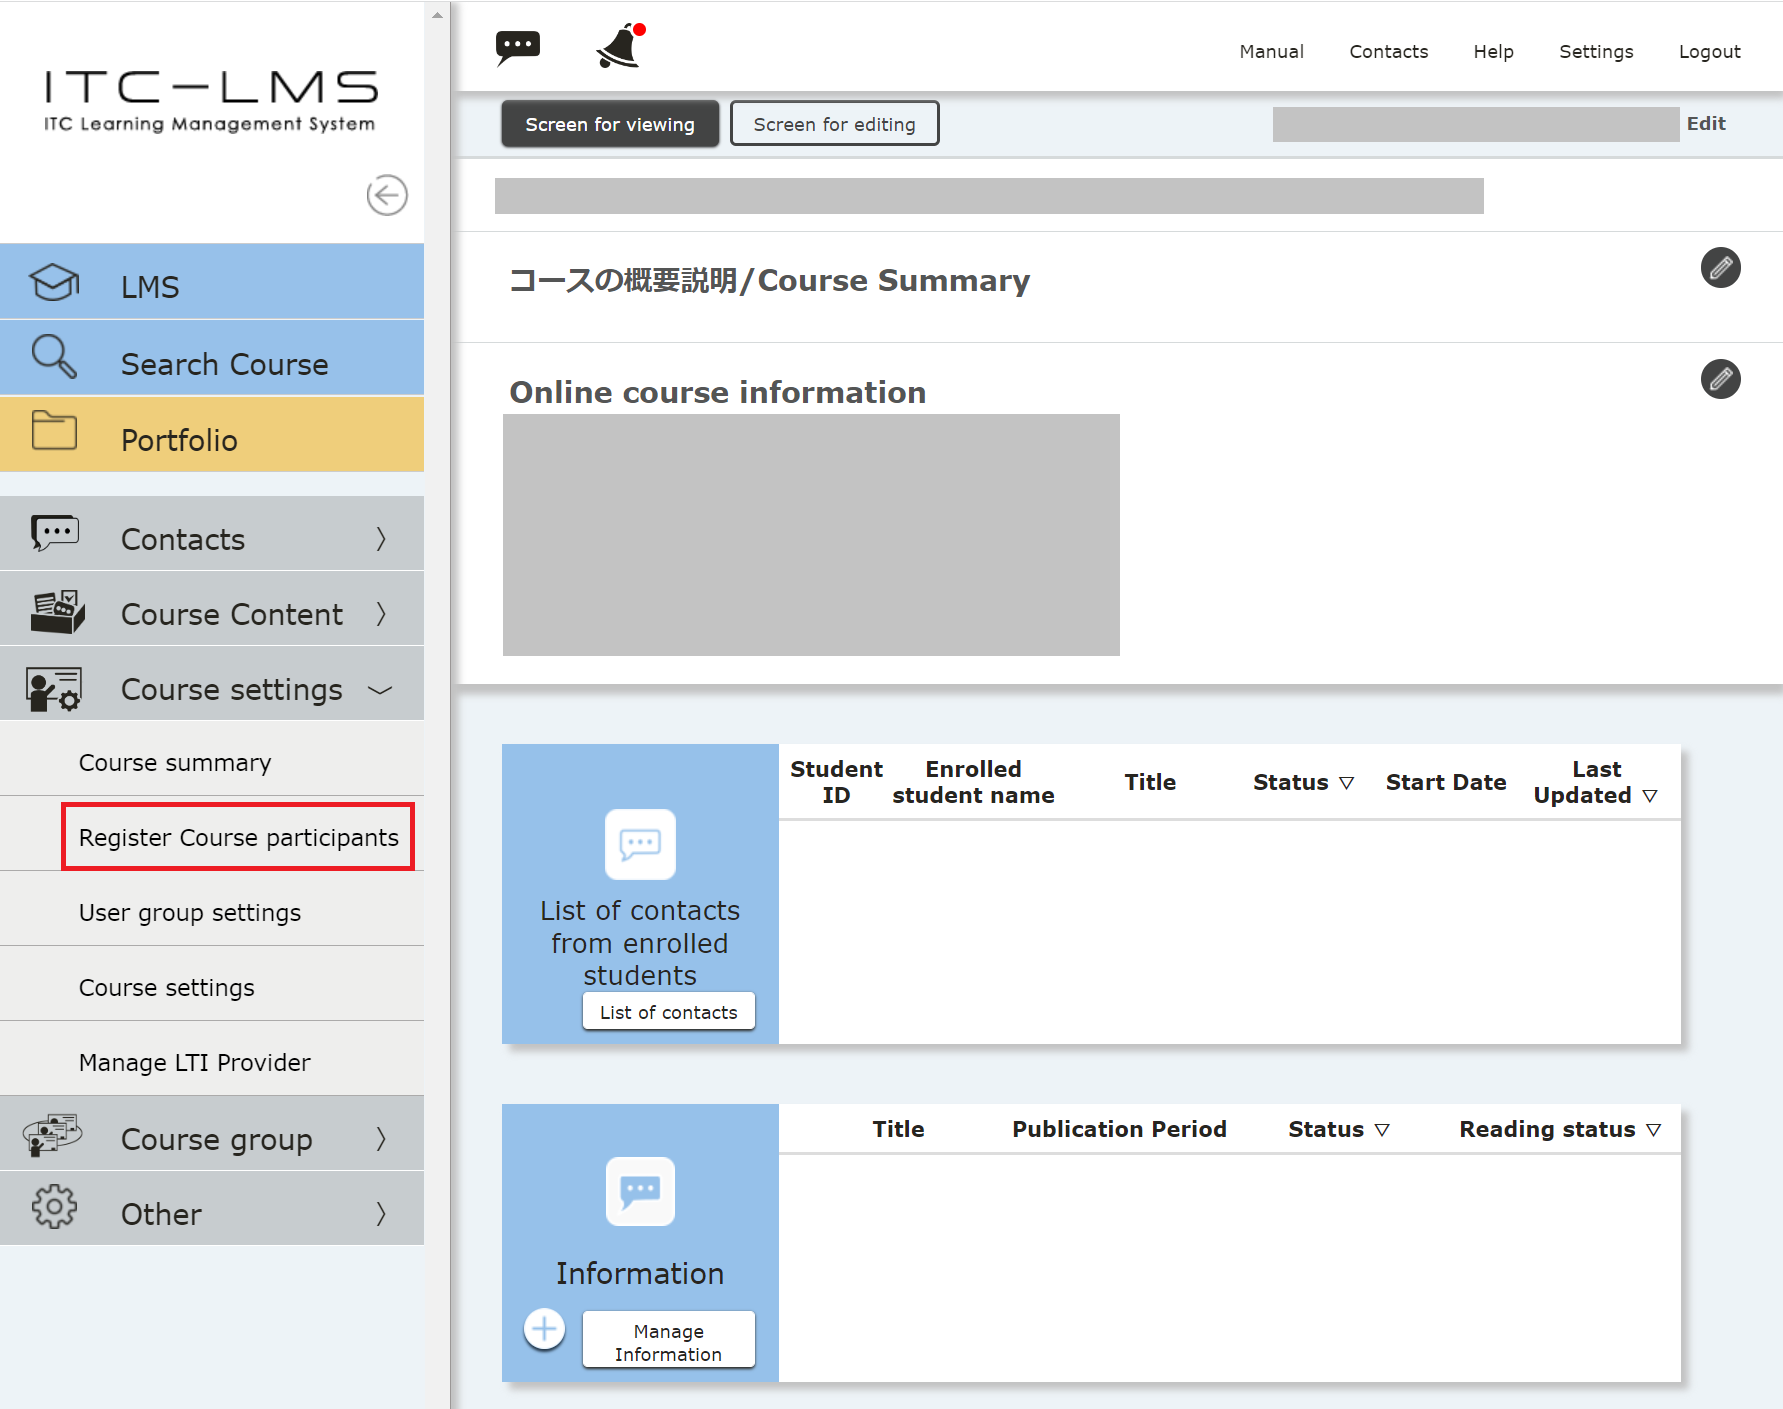 ITC-LMS
ITC Learning Management System
LMS
Search Course
Portfolio
Contacts
Course Content
Course settings
Course summary
Register Course participants
User group settings
Course settings
Manage LTI Provider
Course group
Other
Manual Contacts Help Settings Logout
Screen for viewing Screen for editing Edit
コースの概要説明/Course Summary
Online course information
List of contacts
from enrolled
students
List of contacts
Student
ID
Enrolled
student name
Title
Status ▽
Start Date
Last
Updated ▽
Information
Manage
Information
Title Publication Period Status ▽ Reading status ▽